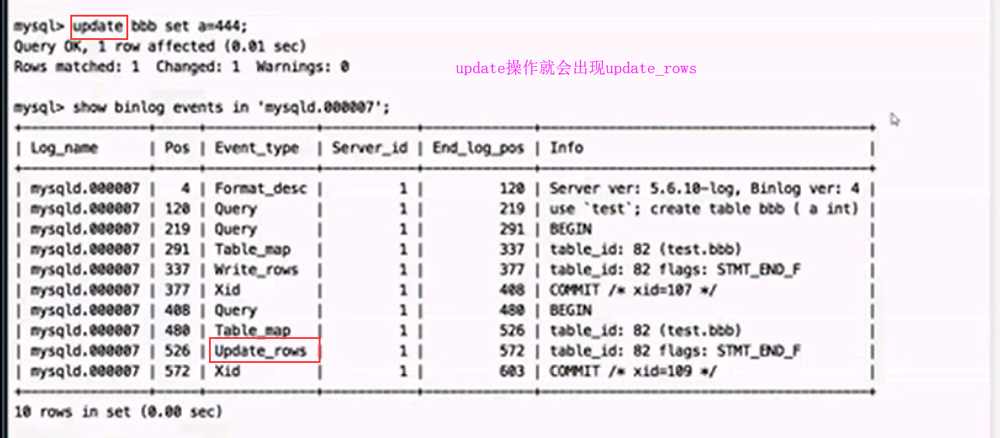 mysql> update bbb set a=444;
Query OK, 1 row affected (0.01 sec)
Rows matched: 1  Changed: 1  Warnings: 0
update操作就会出现update_rows
mysql> show binlog events in 'mysqld.000007';
| Log_name | Pos | Event_type | Server_id | End_log_pos | Info |
| mysqld.000007 | 4 | Format_desc | 1 | 120 | Server ver: 5.6.10-log, Binlog ver: 4 |
| mysqld.000007 | 120 | Query | 1 | 219 | use `test`; create table bbb ( a int) |
| mysqld.000007 | 219 | Query | 1 | 291 | BEGIN |
| mysqld.000007 | 291 | Table_map | 1 | 337 | table_id: 82 (test.bbb) |
| mysqld.000007 | 337 | Write_rows | 1 | 377 | table_id: 82 flags: STMT_END_F |
| mysqld.000007 | 377 | Xid | 1 | 408 | COMMIT /* xid=107 */ |
| mysqld.000007 | 408 | Query | 1 | 480 | BEGIN |
| mysqld.000007 | 480 | Table_map | 1 | 526 | table_id: 82 (test.bbb) |
| mysqld.000007 | 526 | Update_rows | 1 | 572 | table_id: 82 flags: STMT_END_F |
| mysqld.000007 | 572 | Xid | 1 | 603 | COMMIT /* xid=109 */ |
10 rows in set (0.00 sec)